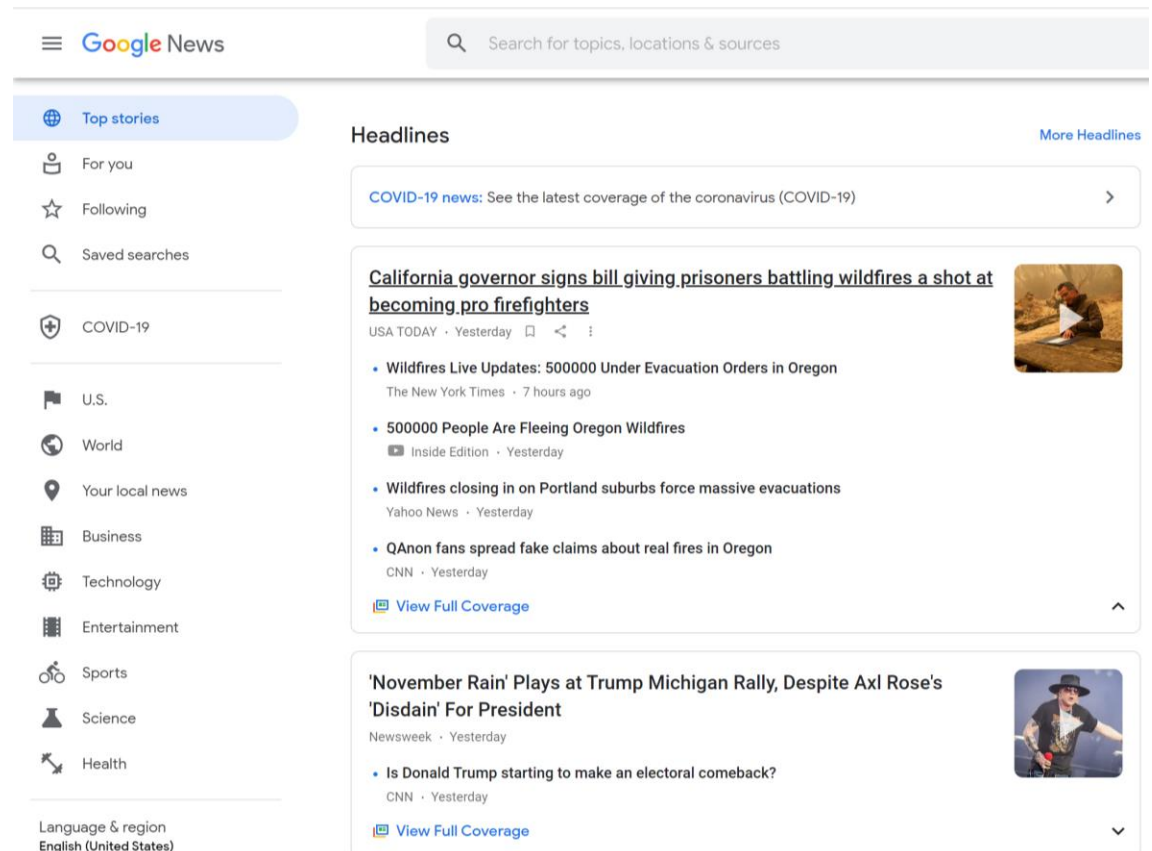 Google News
Search for topics, locations & sources
Top stories
For you
Following
Saved searches
COVID-19
U.S.
World
Your local news
Business
Technology
Entertainment
Sports
Science
Health
Language & region
English (United States)
Headlines
More Headlines
COVID-19 news: See the latest coverage of the coronavirus (COVID-19)
California governor signs bill giving prisoners battling wildfires a shot at
becoming pro firefighters
USA TODAY · Yesterday
Wildfires Live Updates: 500000 Under Evacuation Orders in Oregon
The New York Times · 7 hours ago
500000 People Are Fleeing Oregon Wildfires
Inside Edition · Yesterday
Wildfires closing in on Portland suburbs force massive evacuations
Yahoo News · Yesterday
QAnon fans spread fake claims about real fires in Oregon
CNN · Yesterday
View Full Coverage
'November Rain' Plays at Trump Michigan Rally, Despite Axl Rose's
'Disdain' For President
Newsweek · Yesterday
Is Donald Trump starting to make an electoral comeback?
CNN · Yesterday
View Full Coverage